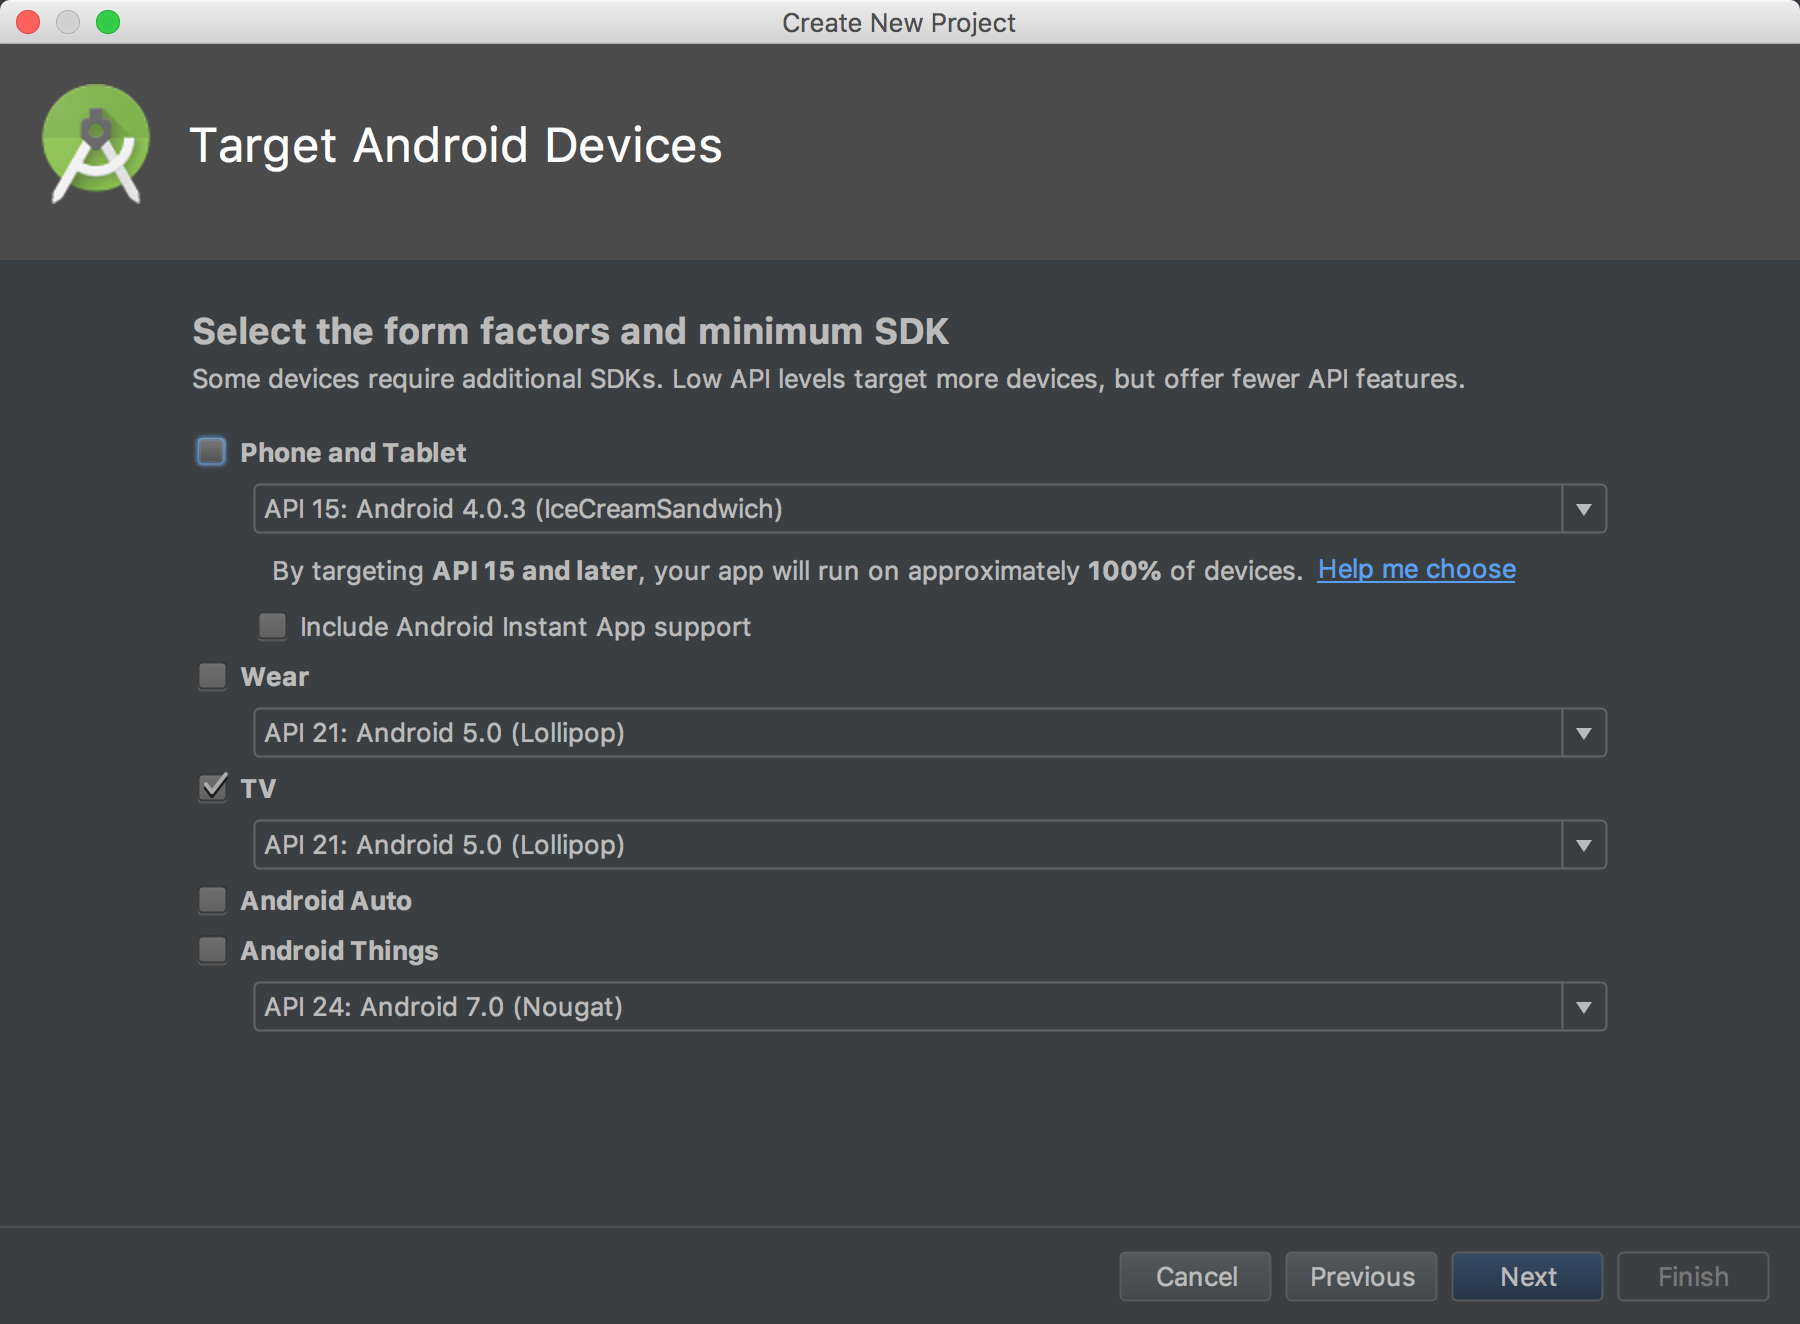 Create New Project
Target Android Devices
Select the form factors and minimum SDK
Some devices require additional SDKs. Low API levels target more devices, but offer fewer API features.
Phone and Tablet
API 15: Android 4.0.3 (IceCreamSandwich)
By targeting API 15 and later, your app will run on approximately 100% of devices. Help me choose
Include Android Instant App support
Wear
API 21: Android 5.0 (Lollipop)
TV
API 21: Android 5.0 (Lollipop)
Android Auto
Android Things
API 24: Android 7.0 (Nougat)
Cancel Previous Next Finish